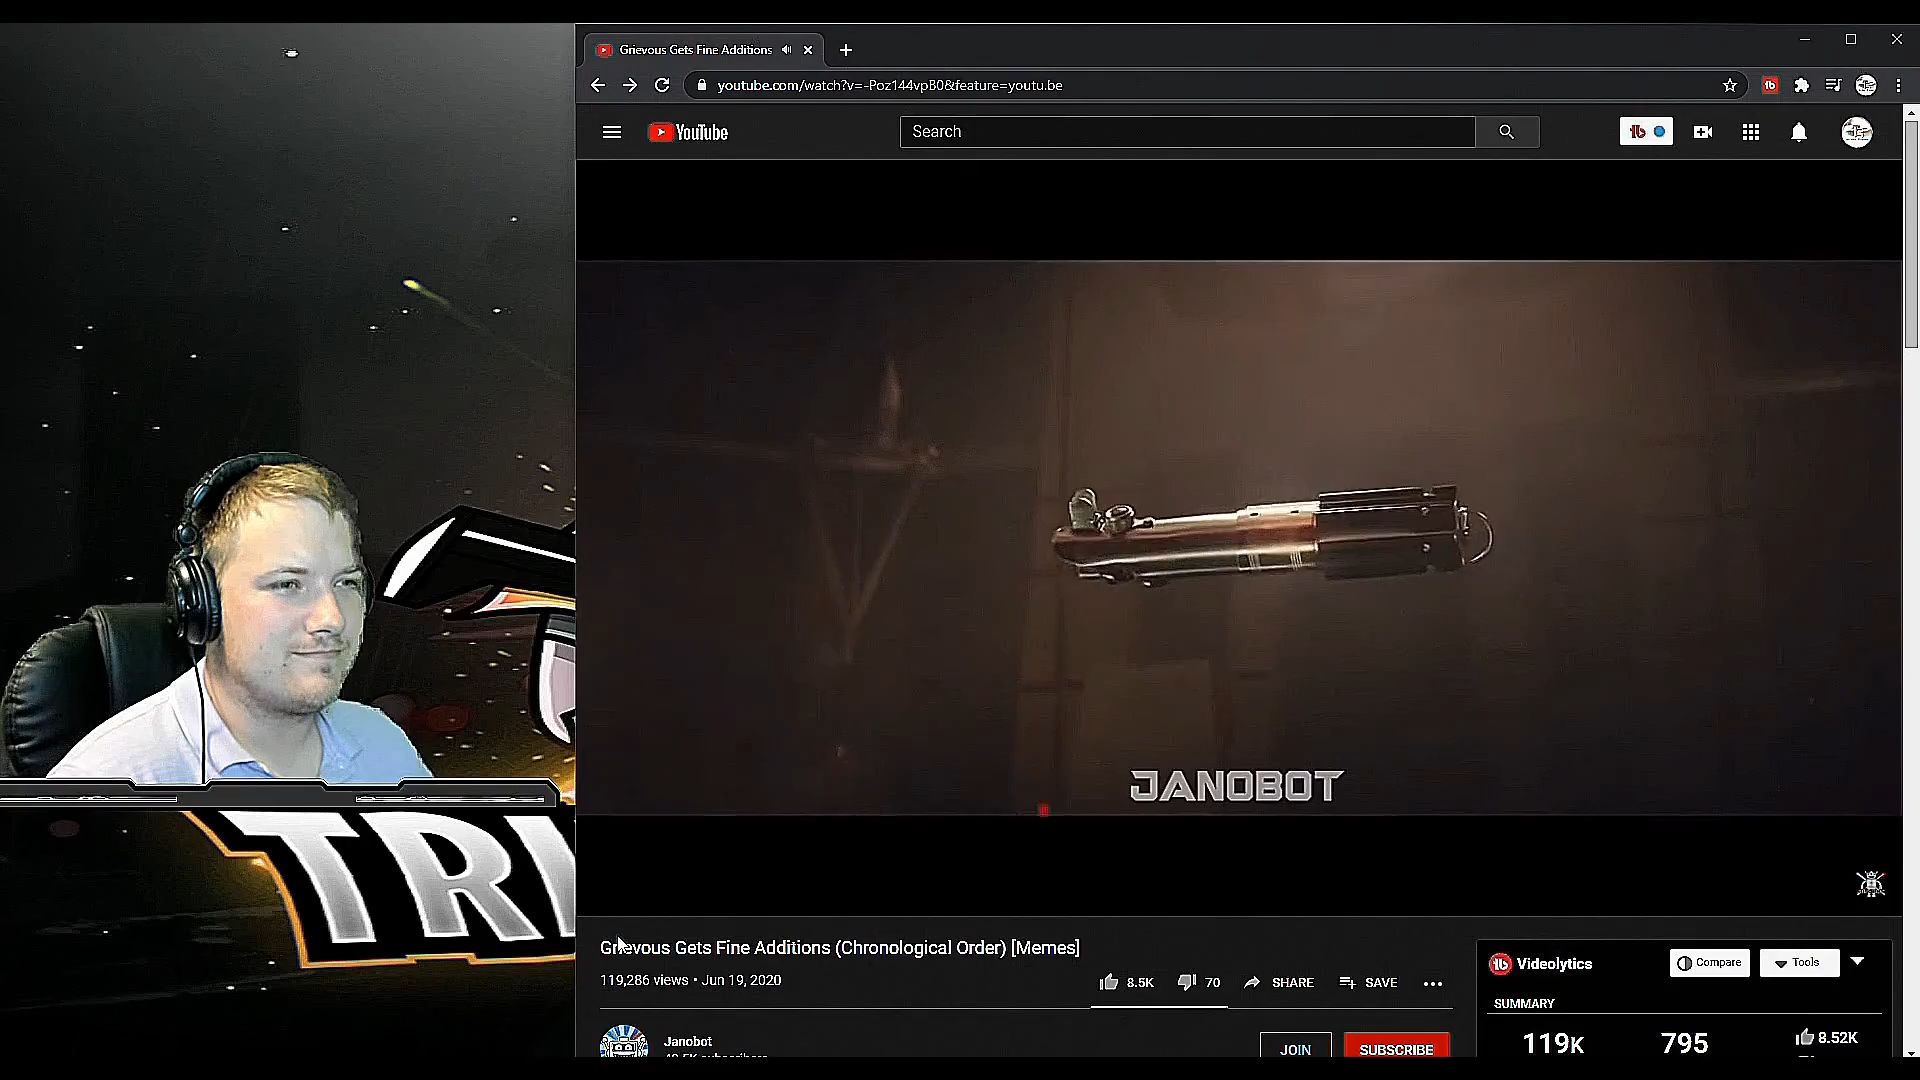 Grievous Gets Fine Additions
youtube.com/watch?v=-Poz144vpB0&feature=youtu.be
YouTube
Search
JANOBOT
TRI
Grievous Gets Fine Additions (Chronological Order) [Memes]
119,286 views • Jun 19, 2020
8.5K
70
SHARE
SAVE
Janobot
JOIN
SUBSCRIBE
Videolytics
Compare
Tools
SUMMARY
119K
795
8.52K